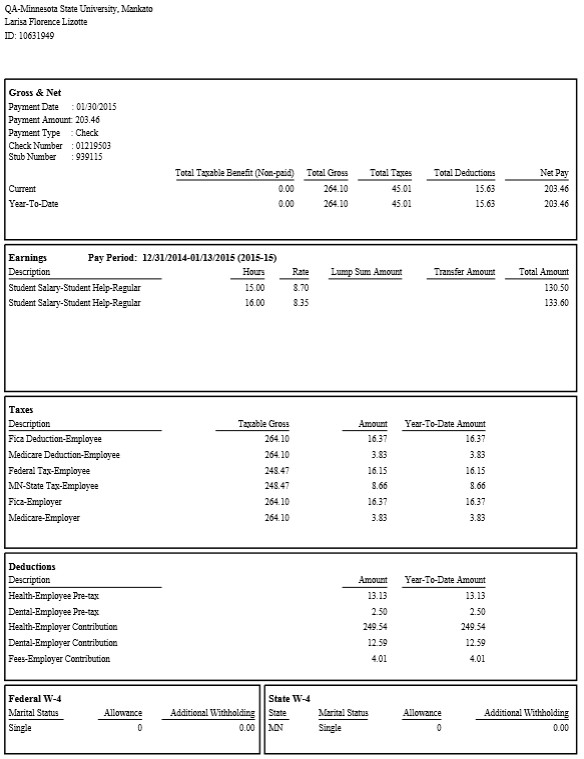 QA-Minnesota State University, Mankato
Larisa Florence Lizotte
ID: 10631949
Gross & Net
Payment Date : 01/30/2015
Payment Amount: 203.46
Payment Type : Check
Check Number : 01219503
Stub Number : 939115
Total Taxable Benefit (Non-paid) Total Gross Total Taxes Total Deductions Net Pay
Current 0.00 264.10 45.01 15.63 203.46
Year-To-Date 0.00 264.10 45.01 15.63 203.46
Earnings Pay Period: 12/31/2014-01/13/2015 (2015-15)
Description Hours Rate Lump Sum Amount Transfer Amount Total Amount
Student Salary-Student Help-Regular 15.00 8.70 130.50
Student Salary-Student Help-Regular 16.00 8.35 133.60
Taxes
Description Taxable Gross Amount Year-To-Date Amount
Fica Deduction-Employee 264.10 16.37 16.37
Medicare Deduction-Employee 264.10 3.83 3.83
Federal Tax-Employee 248.47 16.15 16.15
MN-State Tax-Employee 248.47 8.66 8.66
Fica-Employer 264.10 16.37 16.37
Medicare-Employer 264.10 3.83 3.83
Deductions
Description Amount Year-To-Date Amount
Health-Employee Pre-tax 13.13 13.13
Dental-Employee Pre-tax 2.50 2.50
Health-Employer Contribution 249.54 249.54
Dental-Employer Contribution 12.59 12.59
Fees-Employer Contribution 4.01 4.01
Federal W-4
Marital Status Allowance Additional Withholding
Single 0 0.00
State W-4
State Marital Status Allowance Additional Withholding
MN Single 0 0.00